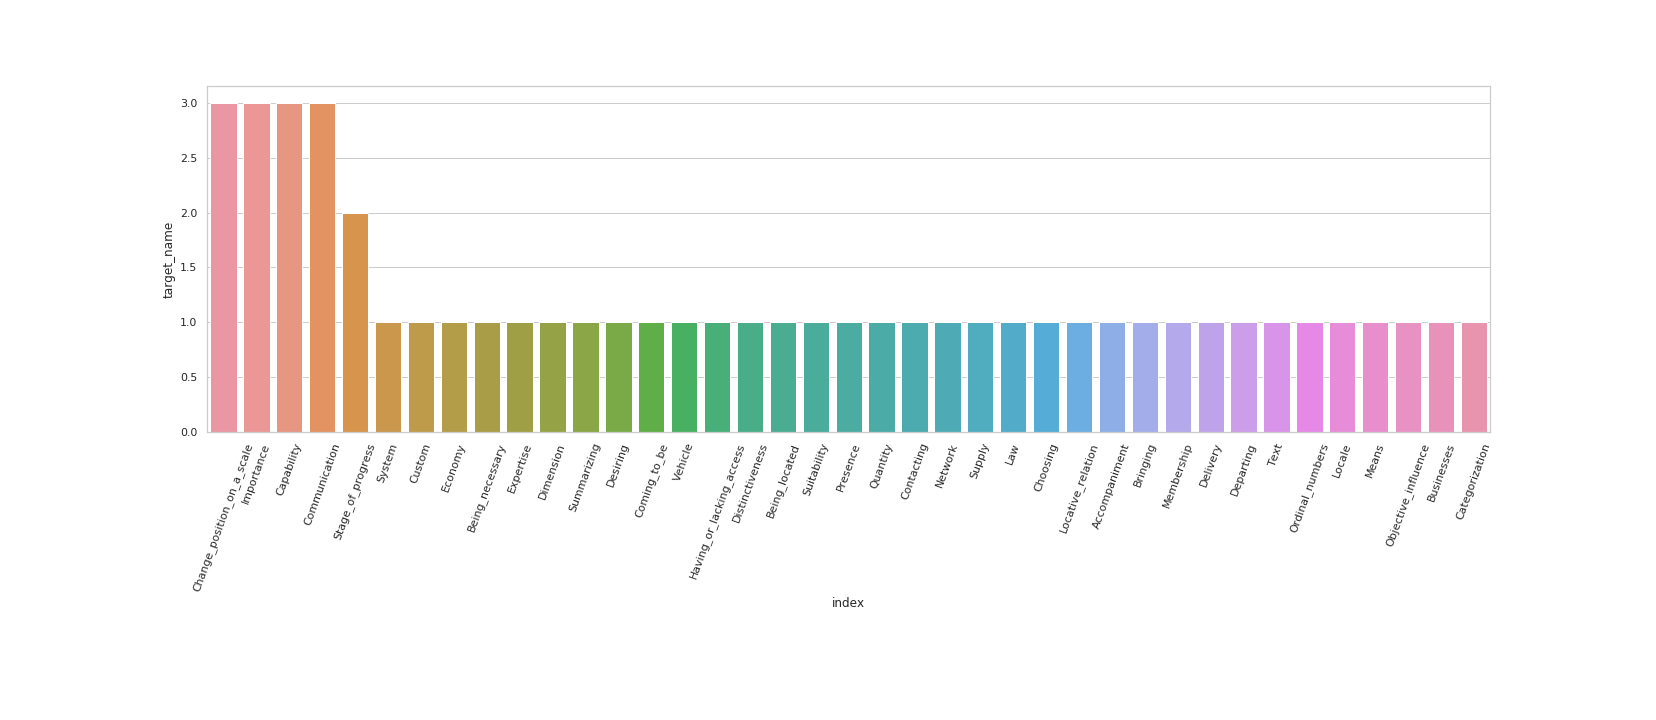 3.0
2.5
2.0
1.5
1.0
0.5
0.0
target_name
Change_position_on_a_scale
Importance
Capability
Communication
Stage_of_progress
System
Custom
Economy
Being_necessary
Expertise
Dimension
Summarizing
Desiring
Coming_to_be
Vehicle
Having_or_lacking_access
Distinctiveness
Being_located
Suitability
Presence
Quantity
Contacting
Network
Supply
Law
Choosing
Locative_relation
Accompaniment
Bringing
Membership
Delivery
Departing
Text
Ordinal_numbers
Locale
Means
Objective_influence
Businesses
Categorization
index